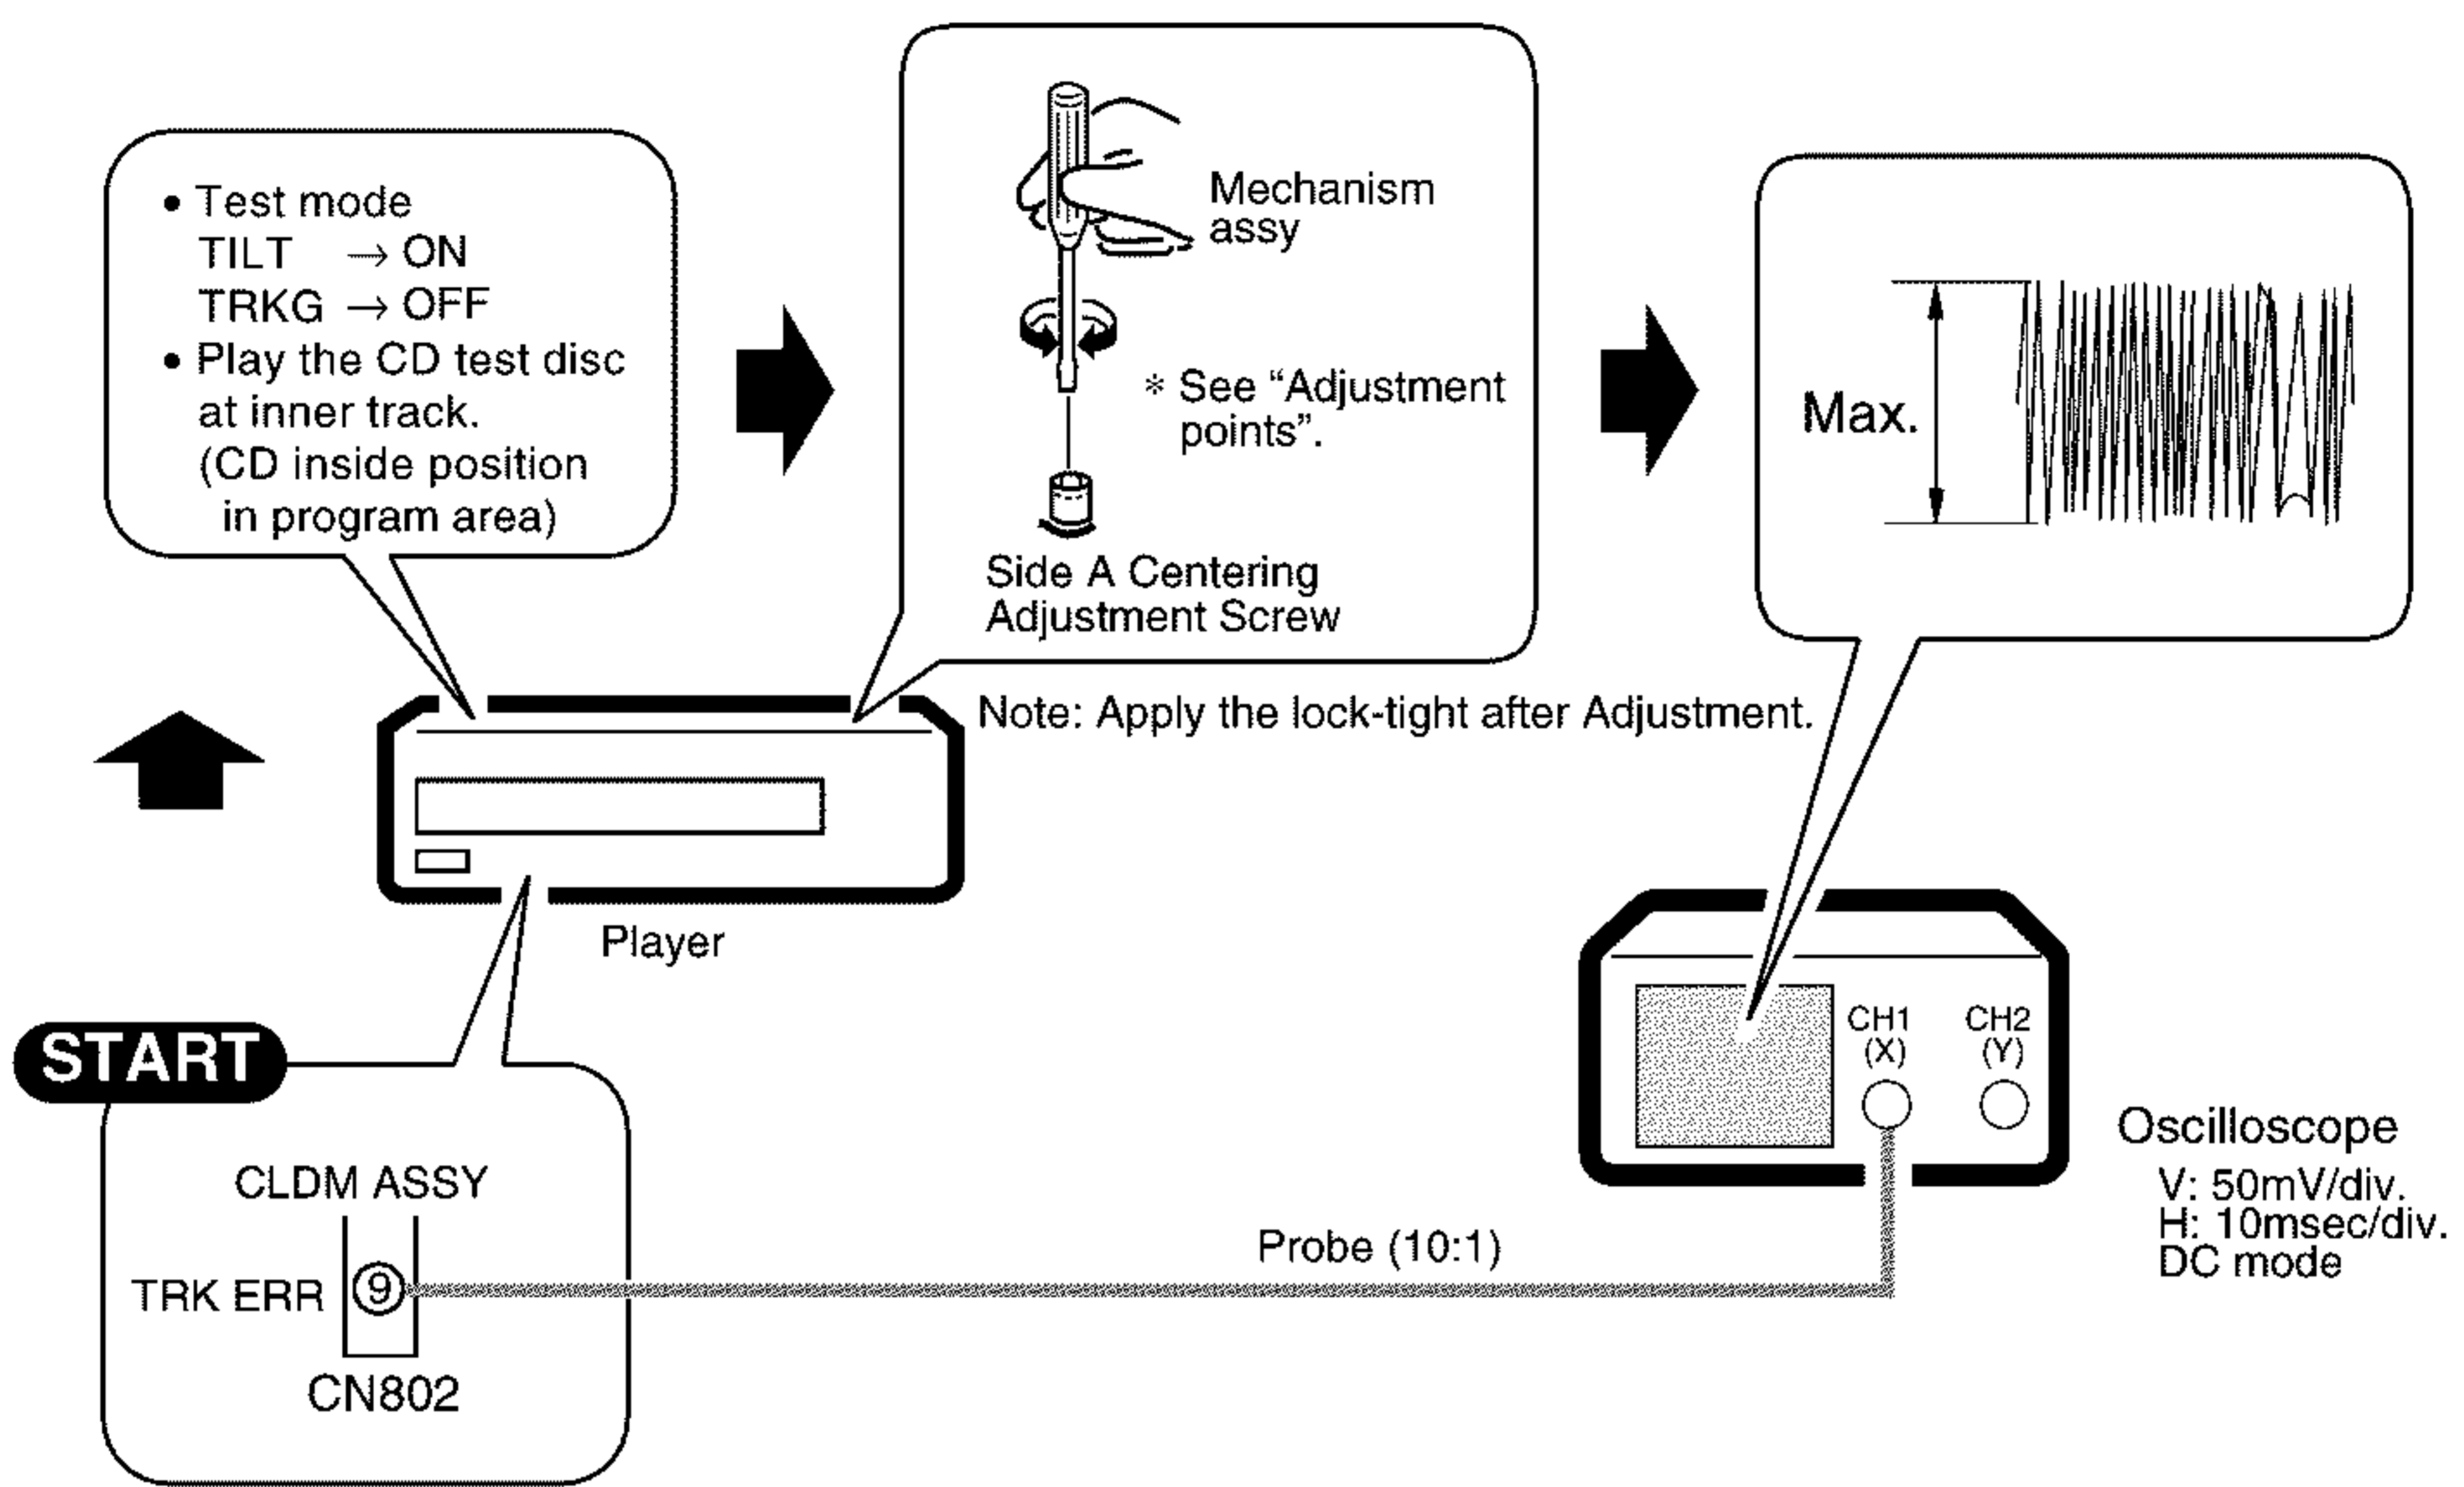 • Test mode
TILT → ON
TRKG → OFF
• Play the CD test disc
at inner track.
(CD inside position
in program area)
Mechanism
assy
* See “Adjustment
points”.
Side A Centering
Adjustment Screw
Max.
Note: Apply the lock-tight after Adjustment.
Player
START
CLDM ASSY
TRK ERR
9
CN802
Probe (10:1)
CH1
(X)
CH2
(Y)
Oscilloscope
V: 50mV/div.
H: 10msec/div.
DC mode